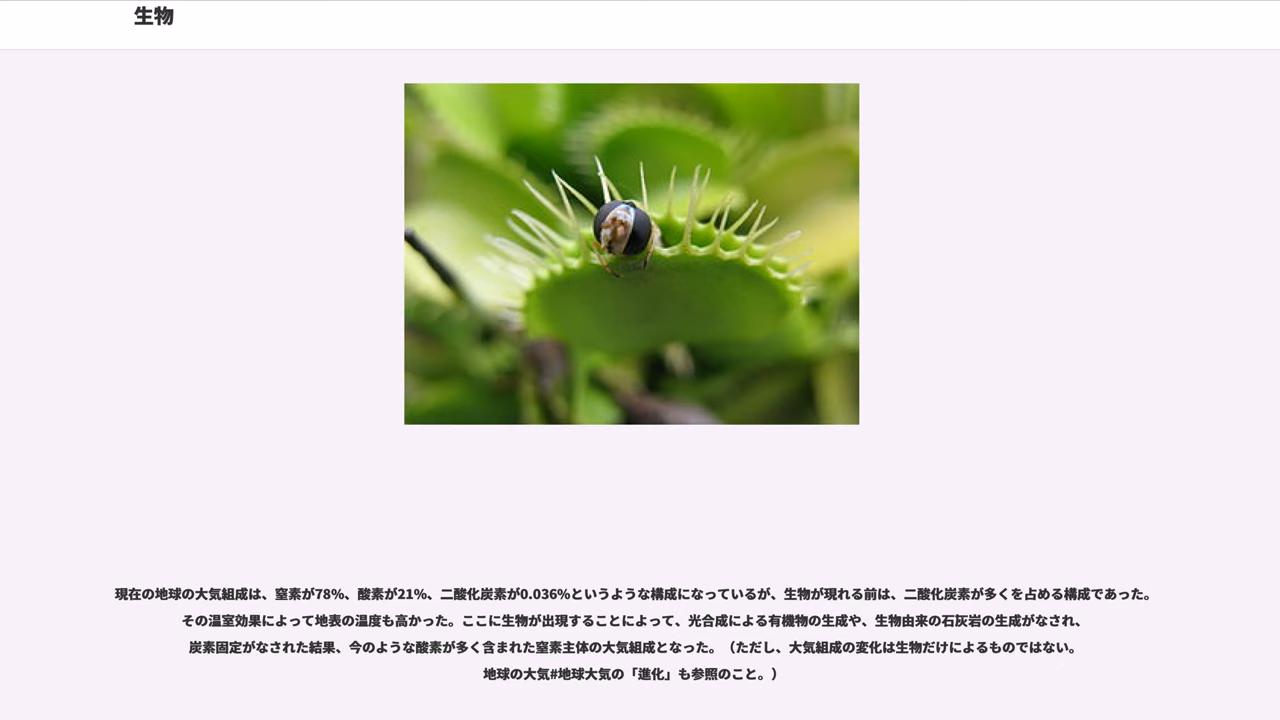 生物
現在の地球の大気組成は、窒素が78%、酸素が21%、二酸化炭素が0.036%というような構成になっているが、生物が現れる前は、二酸化炭素が多くを占める構成であった。
その温室効果によって地表の温度も高かった。ここに生物が出現することによって、光合成による有機物の生成や、生物由来の石灰岩の生成がなされ、
炭素固定がなされた結果、今のような酸素が多く含まれた窒素主体の大気組成となった。（ただし、大気組成の変化は生物だけによるものではない。
地球の大気#地球大気の「進化」も参照のこと。）